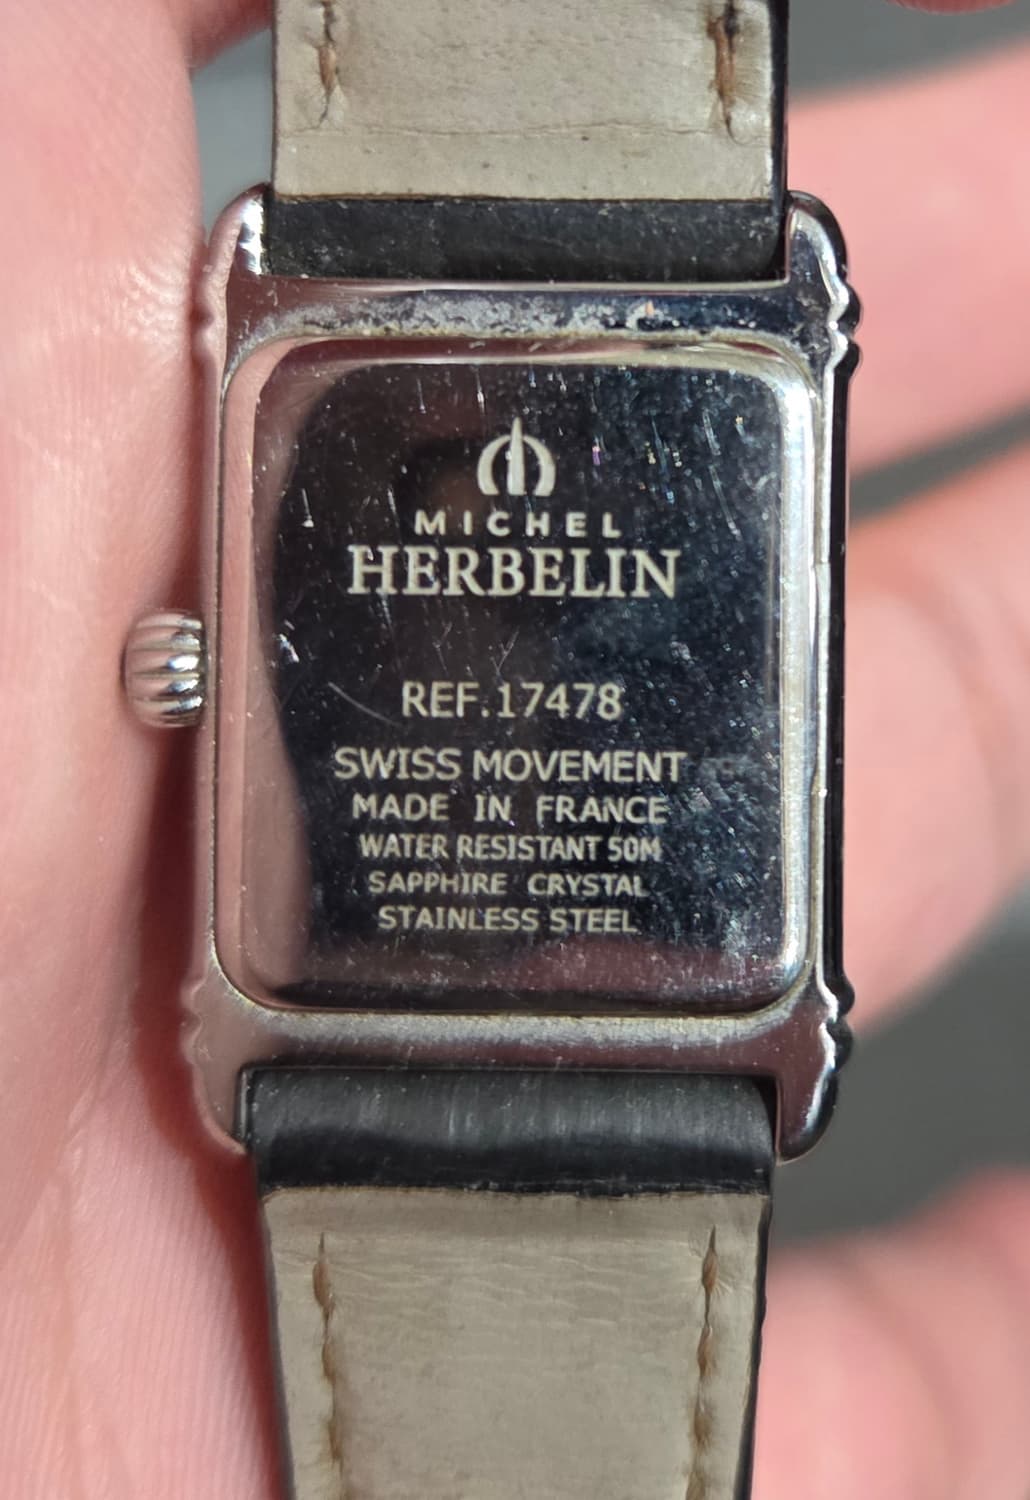 MICHEL
HERBELIN
REF.17478
SWISS MOVEMENT
MADE IN FRANCE
WATER RESISTANT 50M
SAPPHIRE CRYSTAL
STAINLESS STEEL